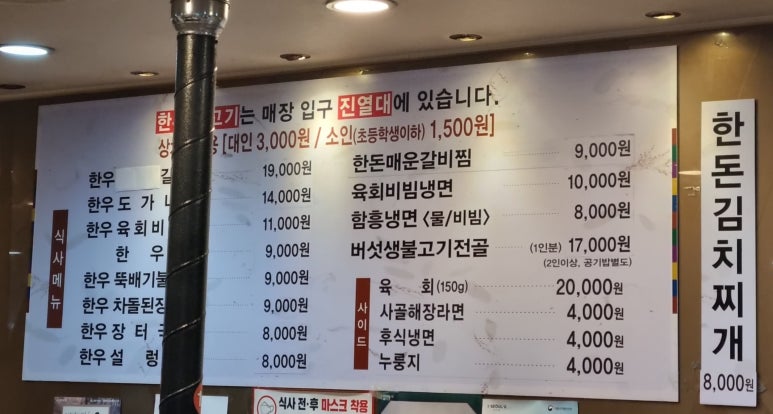 한 고기는 매장 입구 진열대에 있습니다.
상 용 [대인 3,000원 / 소인(초등학생이하) 1,500원]
식사메뉴
한우 갈 19,000원
한우 도 가 니 14,000원
한우 육회비 11,000원
한 우 9,000원
한우 뚝배기불 9,000원
한우 차돌된장 9,000원
한우 장 터 국 8,000원
한우 설 렁 8,000원
한돈매운갈비찜 9,000원
육회비빔냉면 10,000원
함흥냉면 <물/비빔> 8,000원
버섯생불고기전골 (1인분) 17,000원
(2인이상, 공기밥별도)
사이드
육 회 (150g) 20,000원
사골해장라면 4,000원
후식냉면 4,000원
누룽지 4,000원
한돈김치찌개
8,000원
식사 전·후 마스크 착용